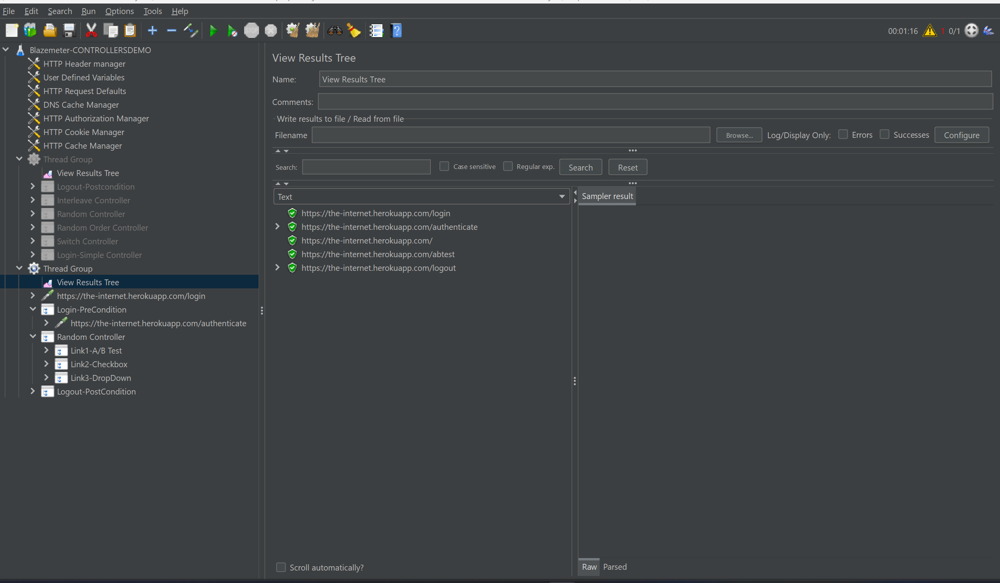 File Edit Search Run Options Tools Help
STOP
00:01:16 1 0/1
Blazemeter-CONTROLLERSDEMO
HTTP Header manager
User Defined Variables
HTTP Request Defaults
DNS Cache Manager
HTTP Authorization Manager
HTTP Cookie Manager
HTTP Cache Manager
Thread Group
View Results Tree
Logout-Postcondition
Interleave Controller
Random Controller
Random Order Controller
Switch Controller
Login-Simple Controller
Thread Group
View Results Tree
https://the-internet.herokuapp.com/login
Login-PreCondition
https://the-internet.herokuapp.com/authenticate
Random Controller
Link1-A/B Test
Link2-Checkbox
Link3-DropDown
Logout-PostCondition
View Results Tree
Name: View Results Tree
Comments:
Write results to file / Read from file
Filename Browse... Log/Display Only: Errors Successes Configure
Search: Case sensitive Regular exp. Search Reset
Text
Sampler result
https://the-internet.herokuapp.com/login
https://the-internet.herokuapp.com/authenticate
https://the-internet.herokuapp.com/
https://the-internet.herokuapp.com/abtest
https://the-internet.herokuapp.com/logout
Scroll automatically?
Raw Parsed